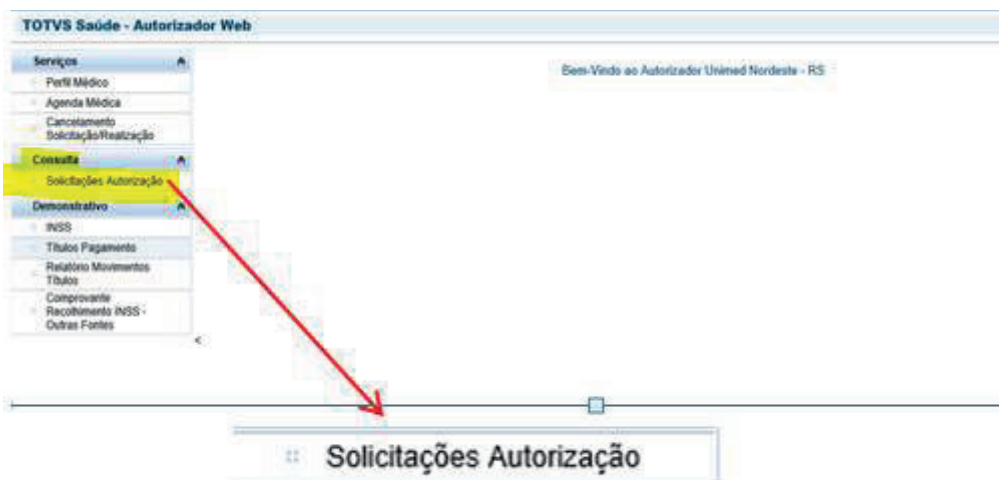 TOTVS Saúde - Autorizador Web
Serviços
Perfil Médico
Agenda Médica
Cancelamento
Solicitação/Realização
Consulta
Solicitações Autorização
Demonstrativo
INSS
Títulos Pagamento
Relatório Movimentos
Títulos
Comprovante
Recolhimento INSS -
Outras Fontes
<
Bem-Vindo ao Autorizador Unimed Nordeste - RS
Solicitações Autorização